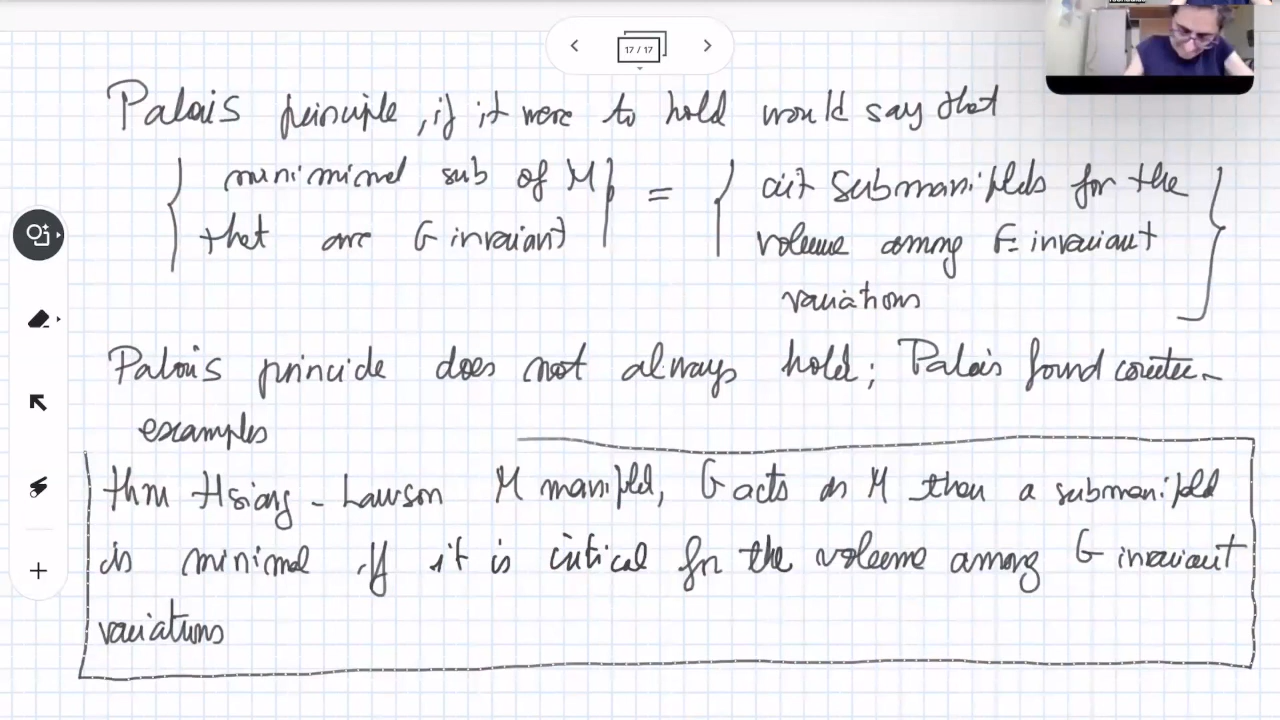 17 / 17
Palais principle, if it were to hold would say that
{ minimimal sub of M } = { crit submanifolds for the
that are G invariant volume among G- invariant
variations
Palais principle does not always hold; Palais found counter-
examples
thm Hsiang - Lawson M manifold, G acts on M then a submanifold
is minimal iff it is critical for the volume among G invariant
variations